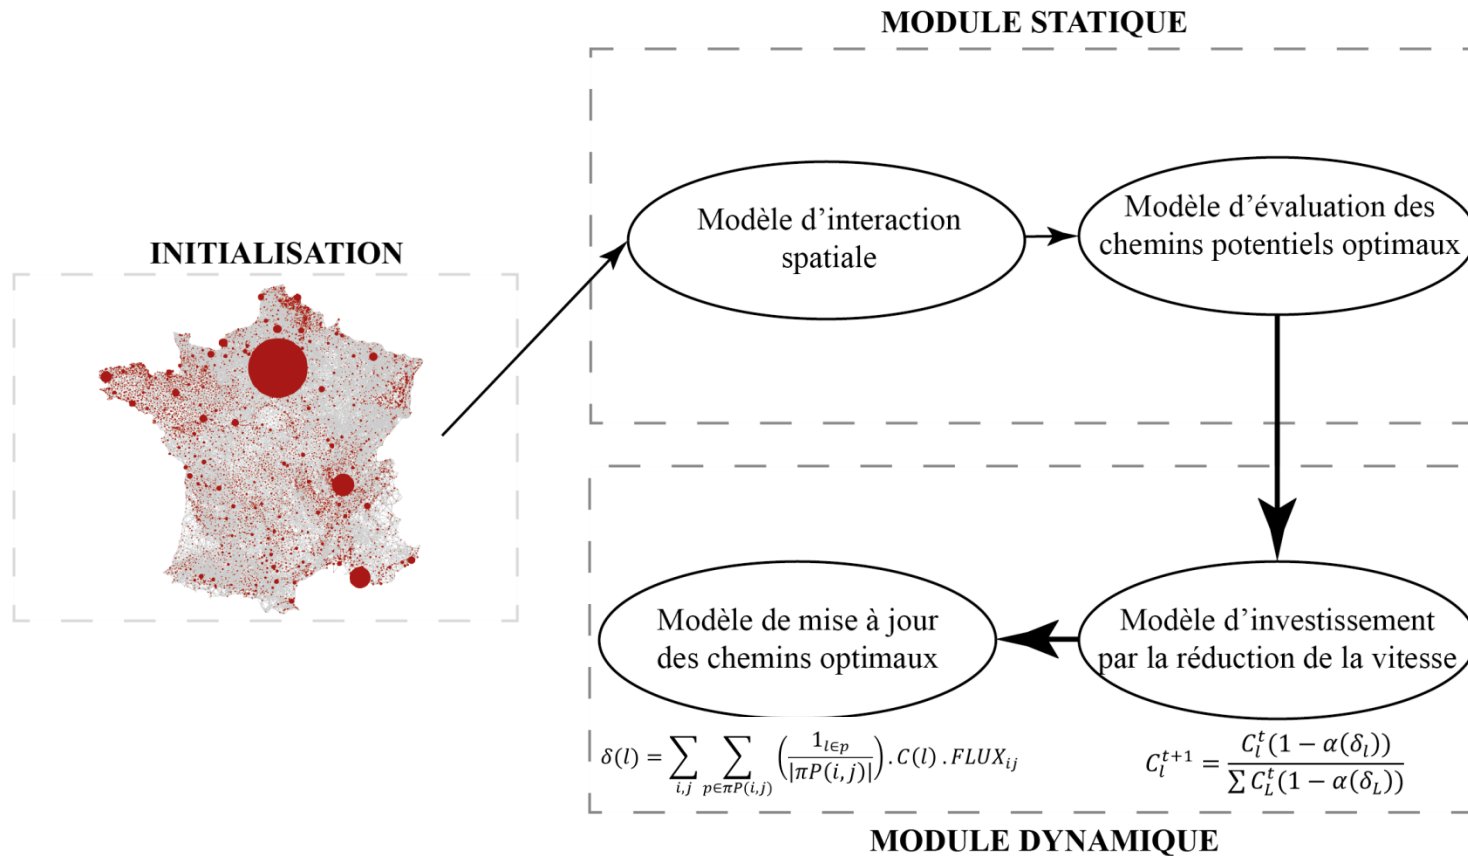 MODULE STATIQUE
INITIALISATION
Modèle d’interaction
spatiale
Modèle d’évaluation des
chemins potentiels optimaux
Modèle de mise à jour
des chemins optimaux
Modèle d’investissement
par la réduction de la vitesse
δ(l) = ∑_{i,j} ∑_{p∈πP(i,j)} (1_{l∈p} / |πP(i,j)|) . C(l) . FLUX_{ij}
C_l^{t+1} = C_l^t(1 − α(δ_l)) / ∑ C_L^t(1 − α(δ_L))
MODULE DYNAMIQUE